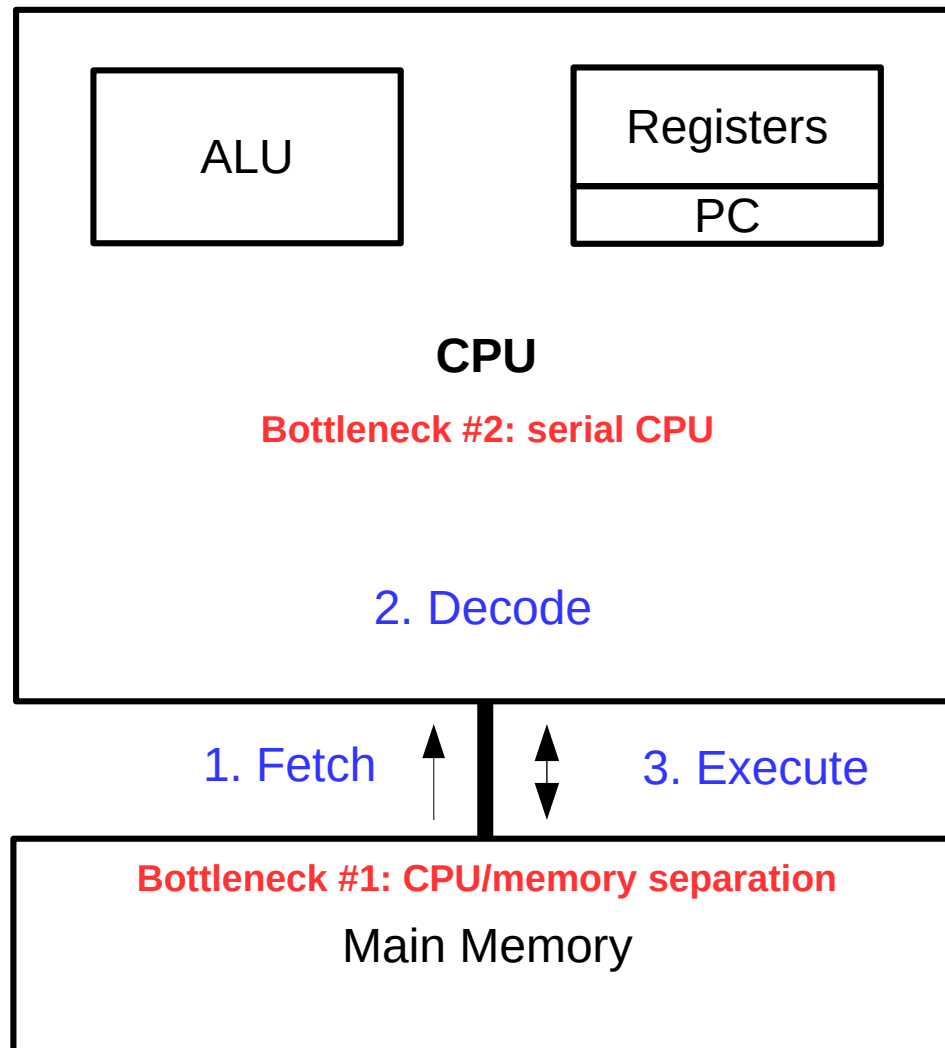 ALU
Registers
PC
CPU
Bottleneck #2: serial CPU
2. Decode
1. Fetch
3. Execute
Bottleneck #1: CPU/memory separation
Main Memory